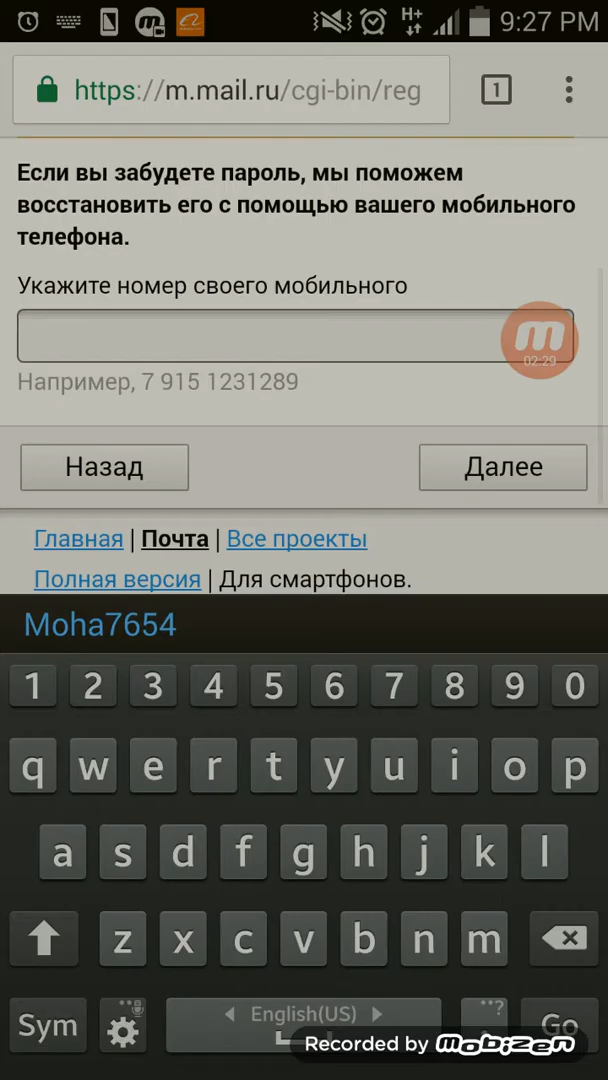 H+ 9:27 PM
https://m.mail.ru/cgi-bin/reg 1
Если вы забудете пароль, мы поможем
восстановить его с помощью вашего мобильного
телефона.
Укажите номер своего мобильного
m
02:29
Например, 7 915 1231289
Назад Далее
Главная | Почта | Все проекты
Полная версия | Для смартфонов.
Moha7654
1 2 3 4 5 6 7 8 9 0
q w e r t y u i o p
a s d f g h j k l
z x c v b n m
Sym English(US) ? Go
Recorded by mobizen